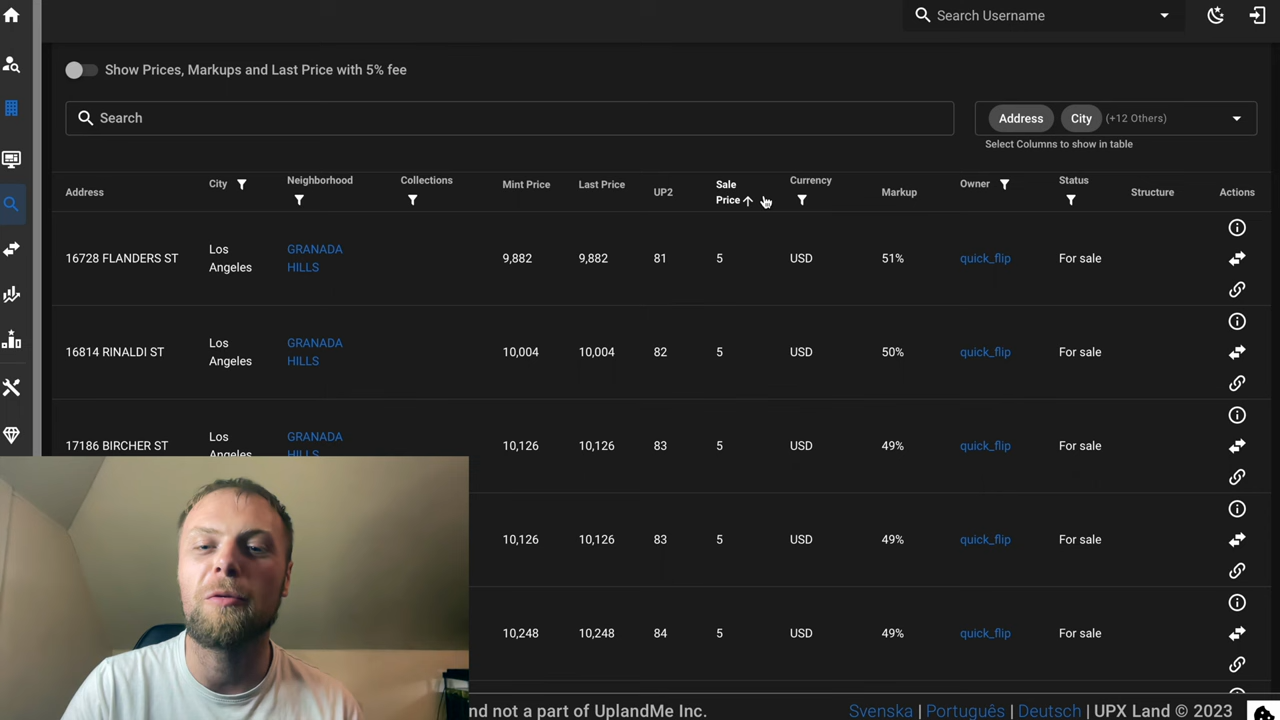 Search Username
Show Prices, Markups and Last Price with 5% fee
Search
Address City (+12 Others)
Select Columns to show in table
Address City Neighborhood Collections Mint Price Last Price UP2 Sale Price Currency Markup Owner Status Structure Actions
16728 FLANDERS ST Los Angeles GRANADA HILLS 9,882 9,882 81 5 USD 51% quick_flip For sale
16814 RINALDI ST Los Angeles GRANADA HILLS 10,004 10,004 82 5 USD 50% quick_flip For sale
17186 BIRCHER ST Los Angeles GRANADA HILLS 10,126 10,126 83 5 USD 49% quick_flip For sale
10,126 10,126 83 5 USD 49% quick_flip For sale
10,248 10,248 84 5 USD 49% quick_flip For sale
nd not a part of UplandMe Inc. Svenska | Português | Deutsch | UPX Land © 2023